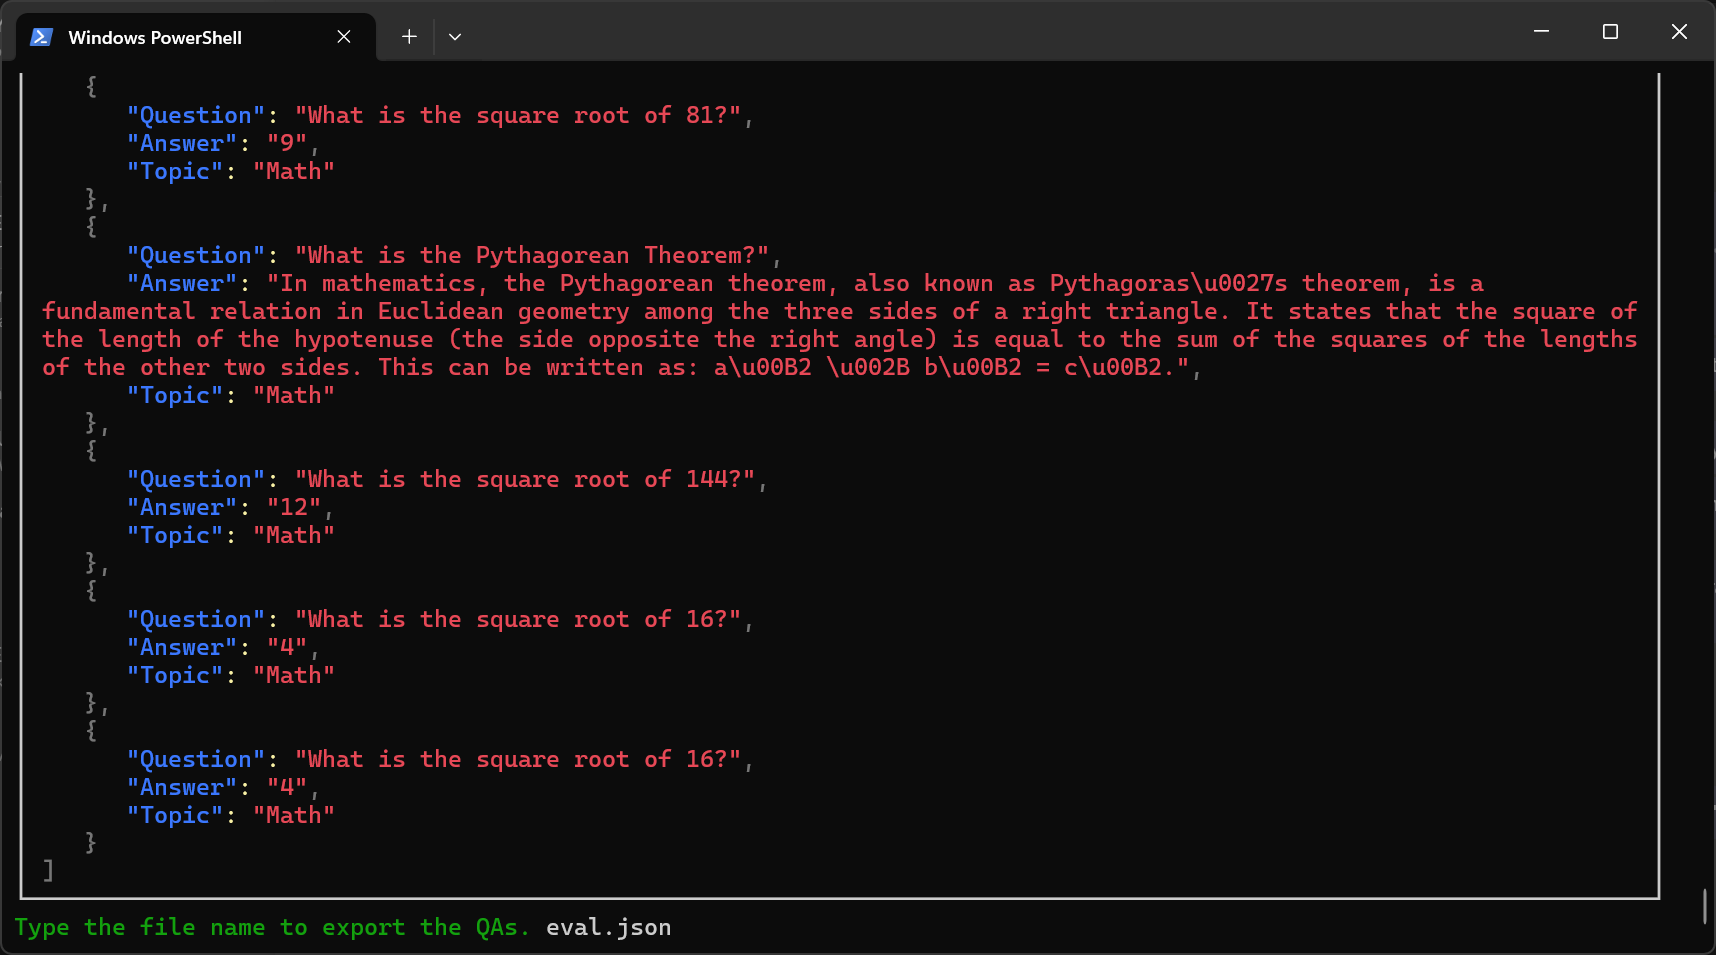 Windows PowerShell
{
"Question": "What is the square root of 81?",
"Answer": "9",
"Topic": "Math"
},
{
"Question": "What is the Pythagorean Theorem?",
"Answer": "In mathematics, the Pythagorean theorem, also known as Pythagoras\u0027s theorem, is a
fundamental relation in Euclidean geometry among the three sides of a right triangle. It states that the square of
the length of the hypotenuse (the side opposite the right angle) is equal to the sum of the squares of the lengths
of the other two sides. This can be written as: a\u00B2 \u002B b\u00B2 = c\u00B2.",
"Topic": "Math"
},
{
"Question": "What is the square root of 144?",
"Answer": "12",
"Topic": "Math"
},
{
"Question": "What is the square root of 16?",
"Answer": "4",
"Topic": "Math"
},
{
"Question": "What is the square root of 16?",
"Answer": "4",
"Topic": "Math"
}
]
Type the file name to export the QAs. eval.json